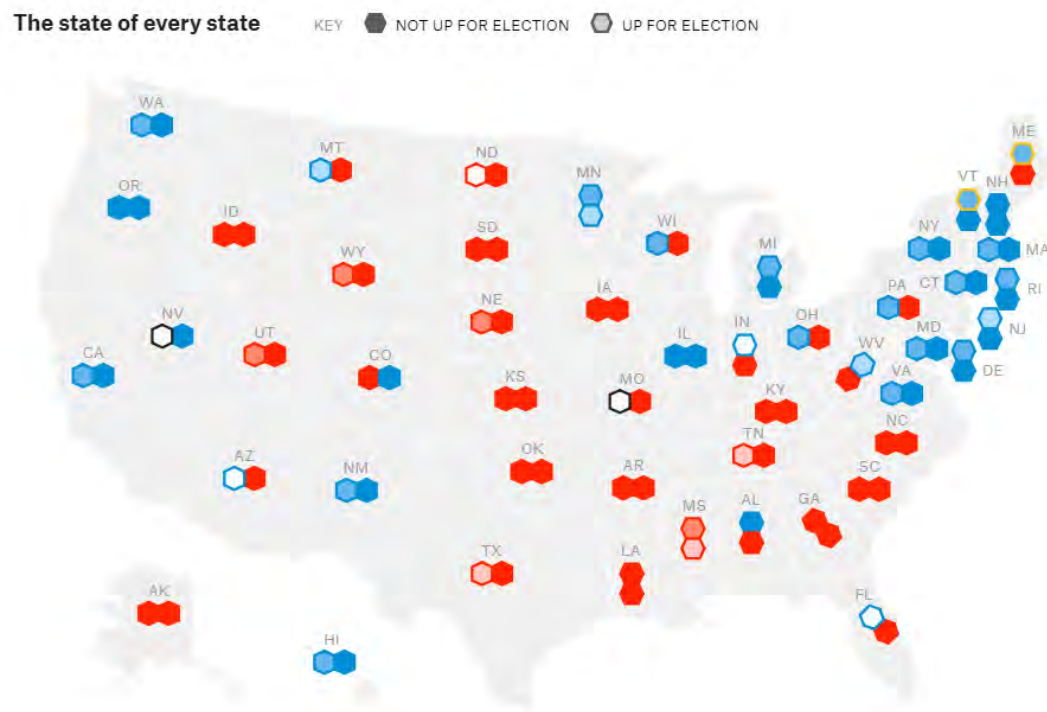 The state of every state KEY NOT UP FOR ELECTION UP FOR ELECTION
WA
ME
MT
ND
MN
VT
NH
OR
ID
SD
WI
NY
MA
WY
MI
IA
PA
CT
RI
NE
NV
UT
IN
OH
MD
NJ
CA
CO
IL
WV
VA
DE
KS
MO
KY
NC
TN
AZ
NM
OK
AR
SC
MS
AL
GA
TX
LA
AK
FL
HI